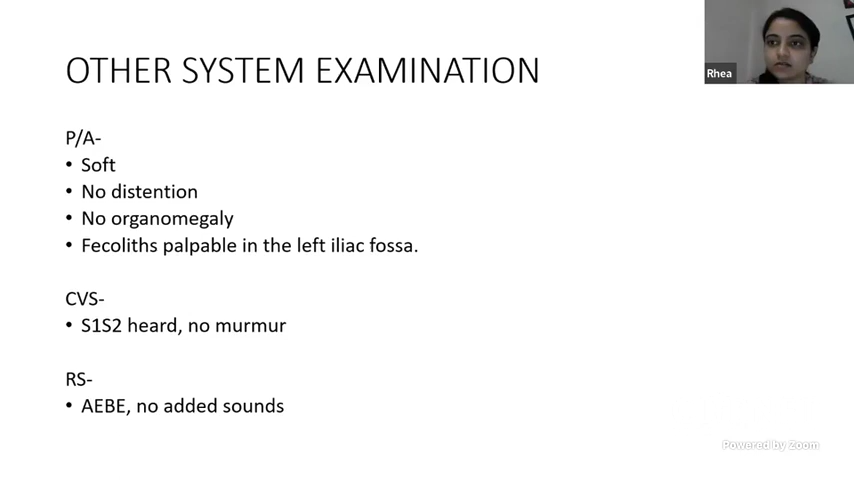 OTHER SYSTEM EXAMINATION
Rhea
P/A-
• Soft
• No distention
• No organomegaly
• Fecoliths palpable in the left iliac fossa.
CVS-
• S1S2 heard, no murmur
RS-
• AEBE, no added sounds
Powered by Zoom